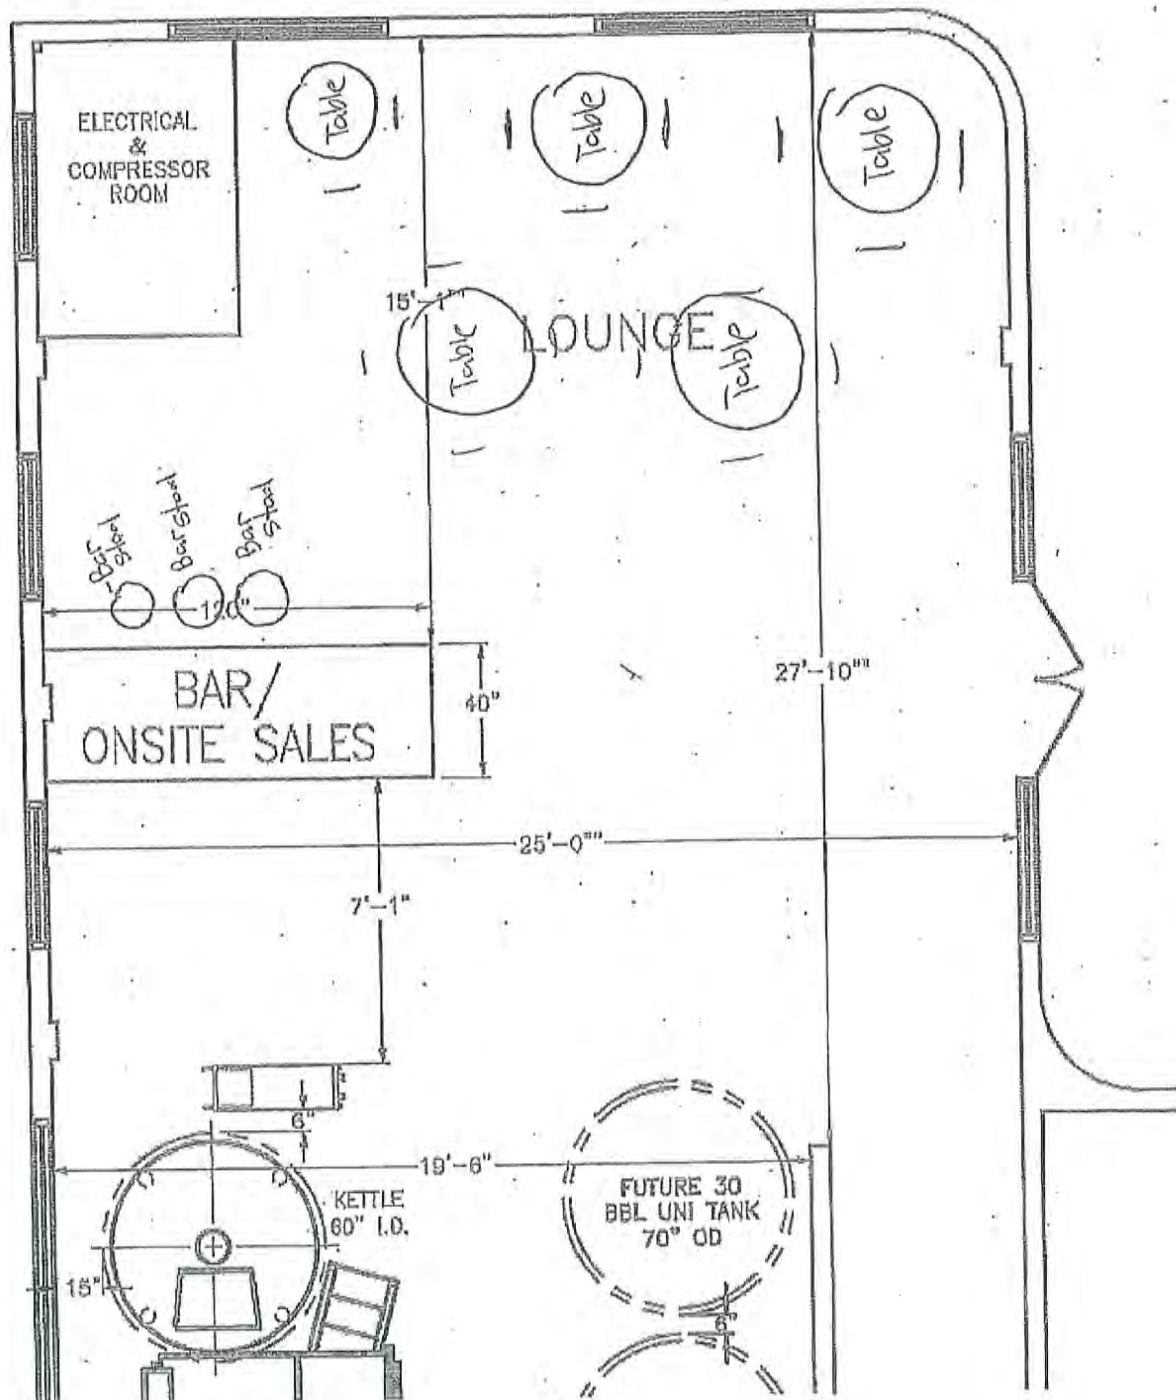 ELECTRICAL
&
COMPRESSOR
ROOM
Table
Table
Table
15'-1"
LOUNGE
Table
Table
Bar
stool
Barstool
Bar
stool
BAR/
ONSITE SALES
40"
27'-10""
25'-0""
7'-1"
6"
19'-6"
KETTLE
60" I.D.
FUTURE 30
BBL UNI TANK
70" OD
15"
6"